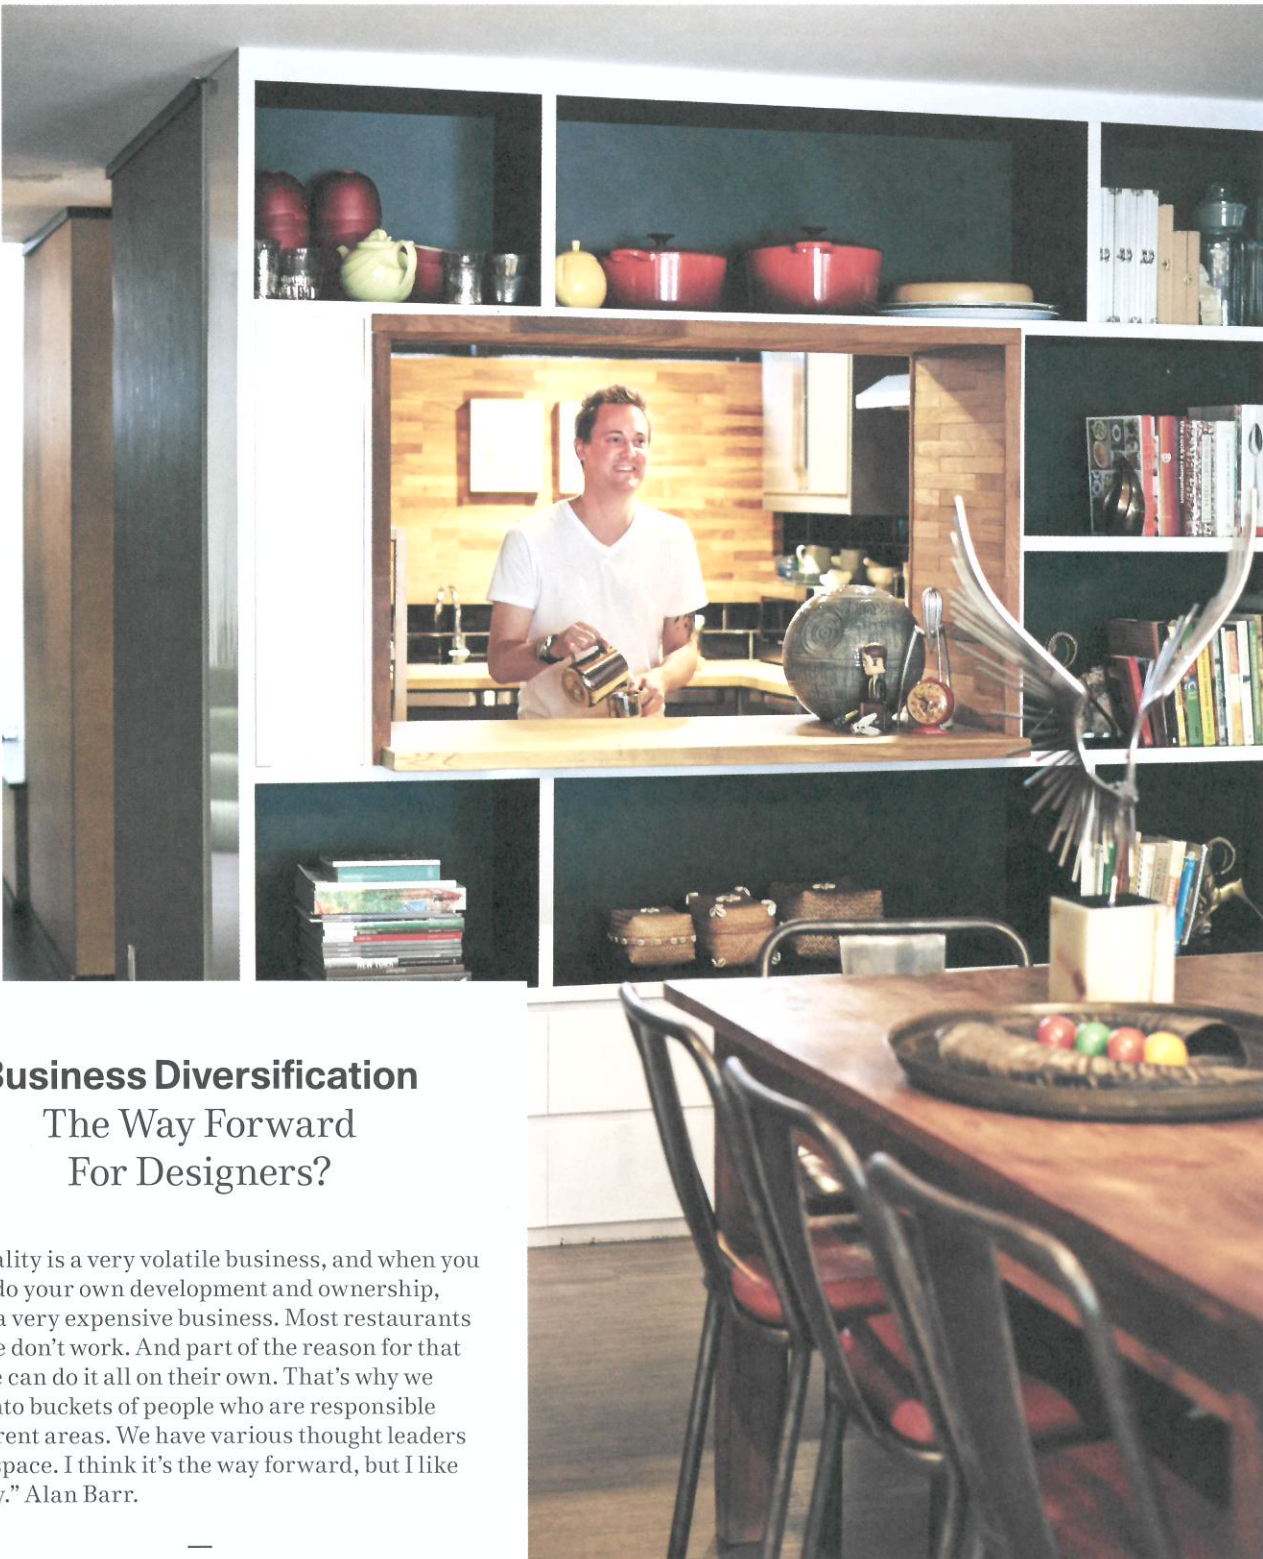 Business Diversification
The Way Forward
For Designers?
ality is a very volatile business, and when you
do your own development and ownership,
a very expensive business. Most restaurants
e don’t work. And part of the reason for that
e can do it all on their own. That’s why we
nto buckets of people who are responsible
rent areas. We have various thought leaders
space. I think it’s the way forward, but I like
y.” Alan Barr.
—